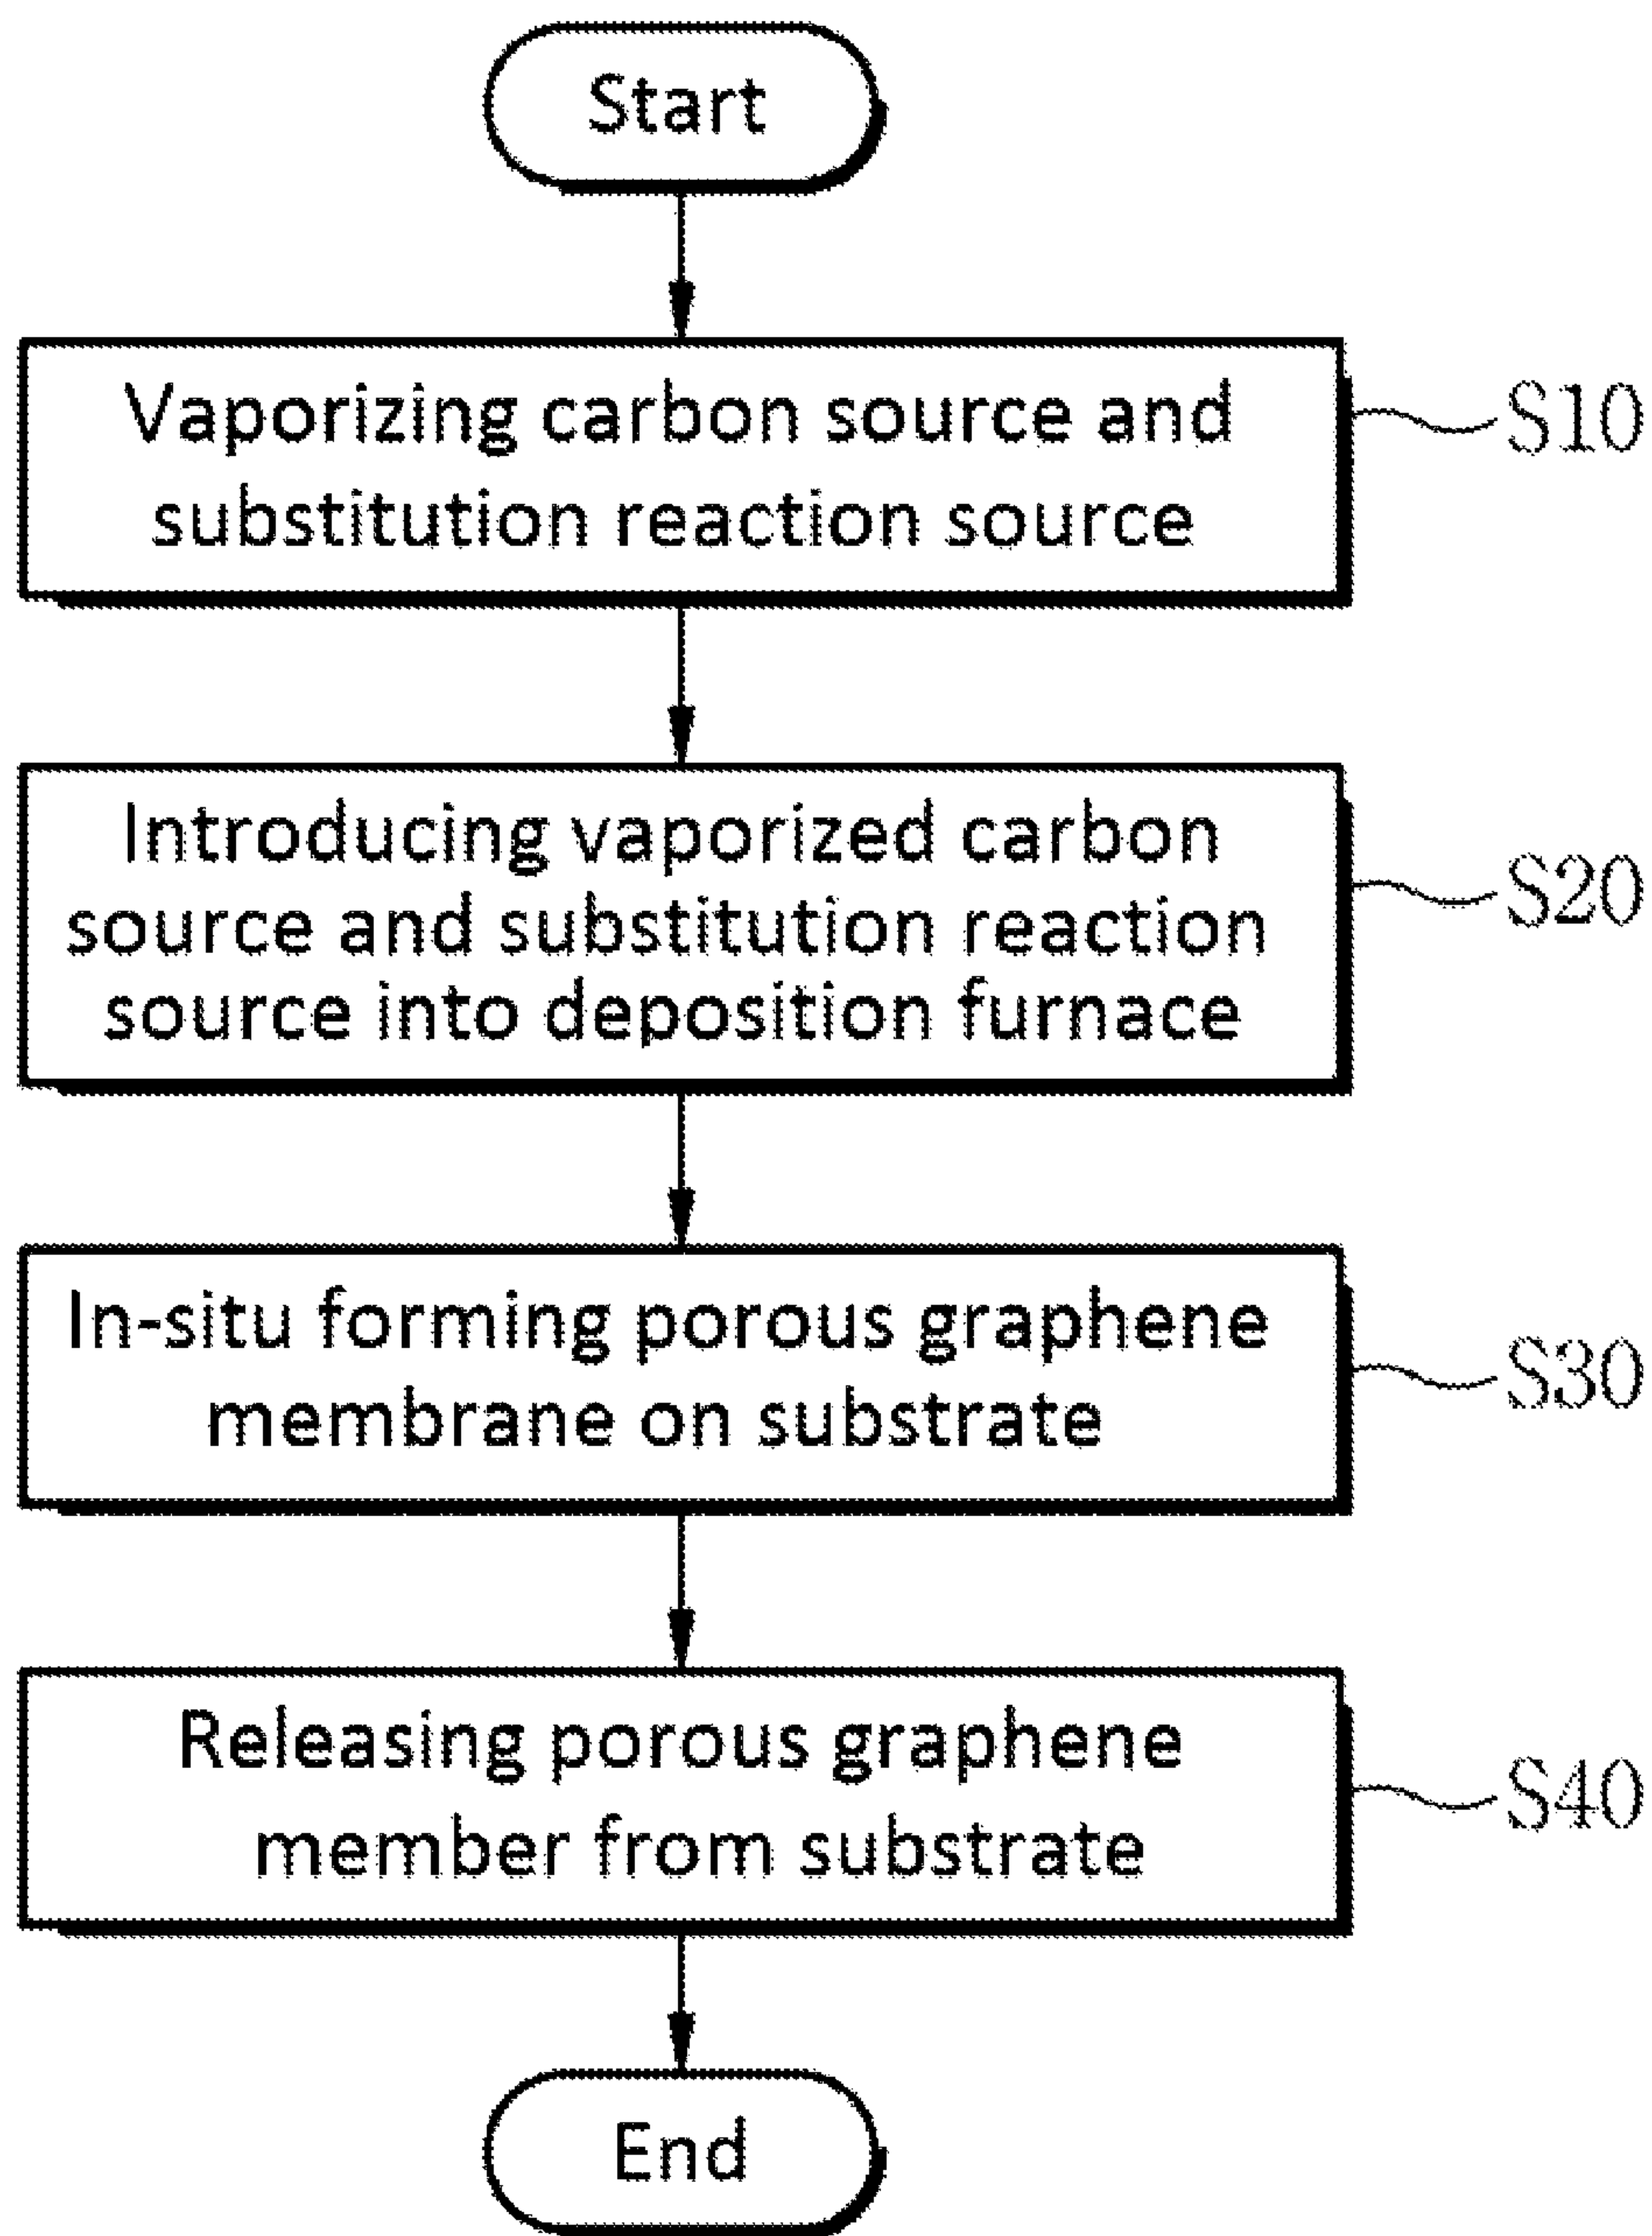 Start
Vaporizing carbon source and
substitution reaction source
S10
Introducing vaporized carbon
source and substitution reaction
source into deposition furnace
S20
In-situ forming porous graphene
membrane on substrate
S30
Releasing porous graphene
member from substrate
S40
End